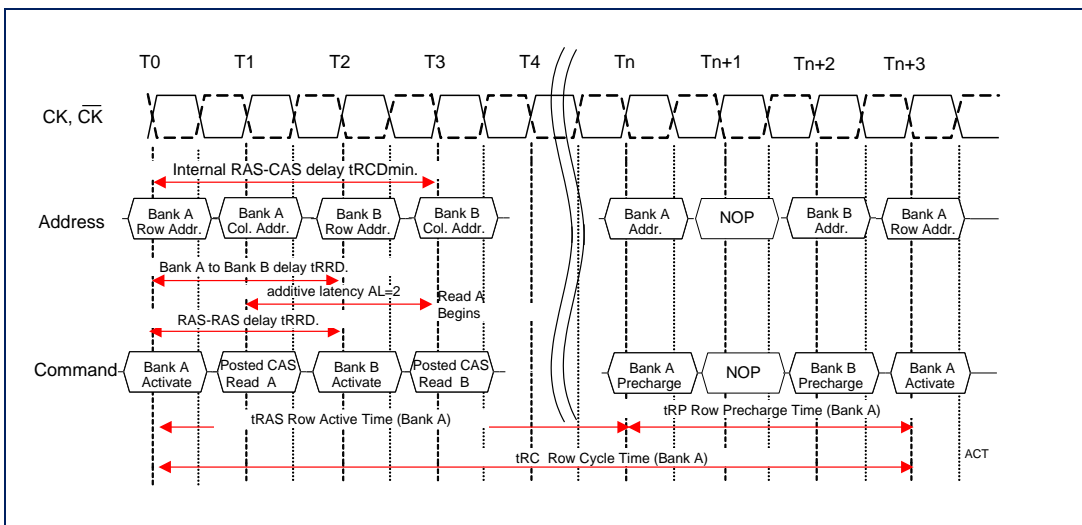 T0 T1 T2 T3 T4 Tn Tn+1 Tn+2 Tn+3
CK, CK
Internal RAS-CAS delay tRCDmin.
Address
Bank A
Row Addr.
Bank A
Col. Addr.
Bank B
Row Addr.
Bank B
Col. Addr.
Bank A
Addr.
NOP
Bank B
Addr.
Bank A
Row Addr.
Bank A to Bank B delay tRRD.
additive latency AL=2
Read A
Begins
RAS-RAS delay tRRD.
Command
Bank A
Activate
Posted CAS
Read A
Bank B
Activate
Posted CAS
Read B
Bank A
Precharge
NOP
Bank B
Precharge
Bank A
Activate
tRAS Row Active Time (Bank A)
tRP Row Precharge Time (Bank A)
tRC Row Cycle Time (Bank A)
ACT